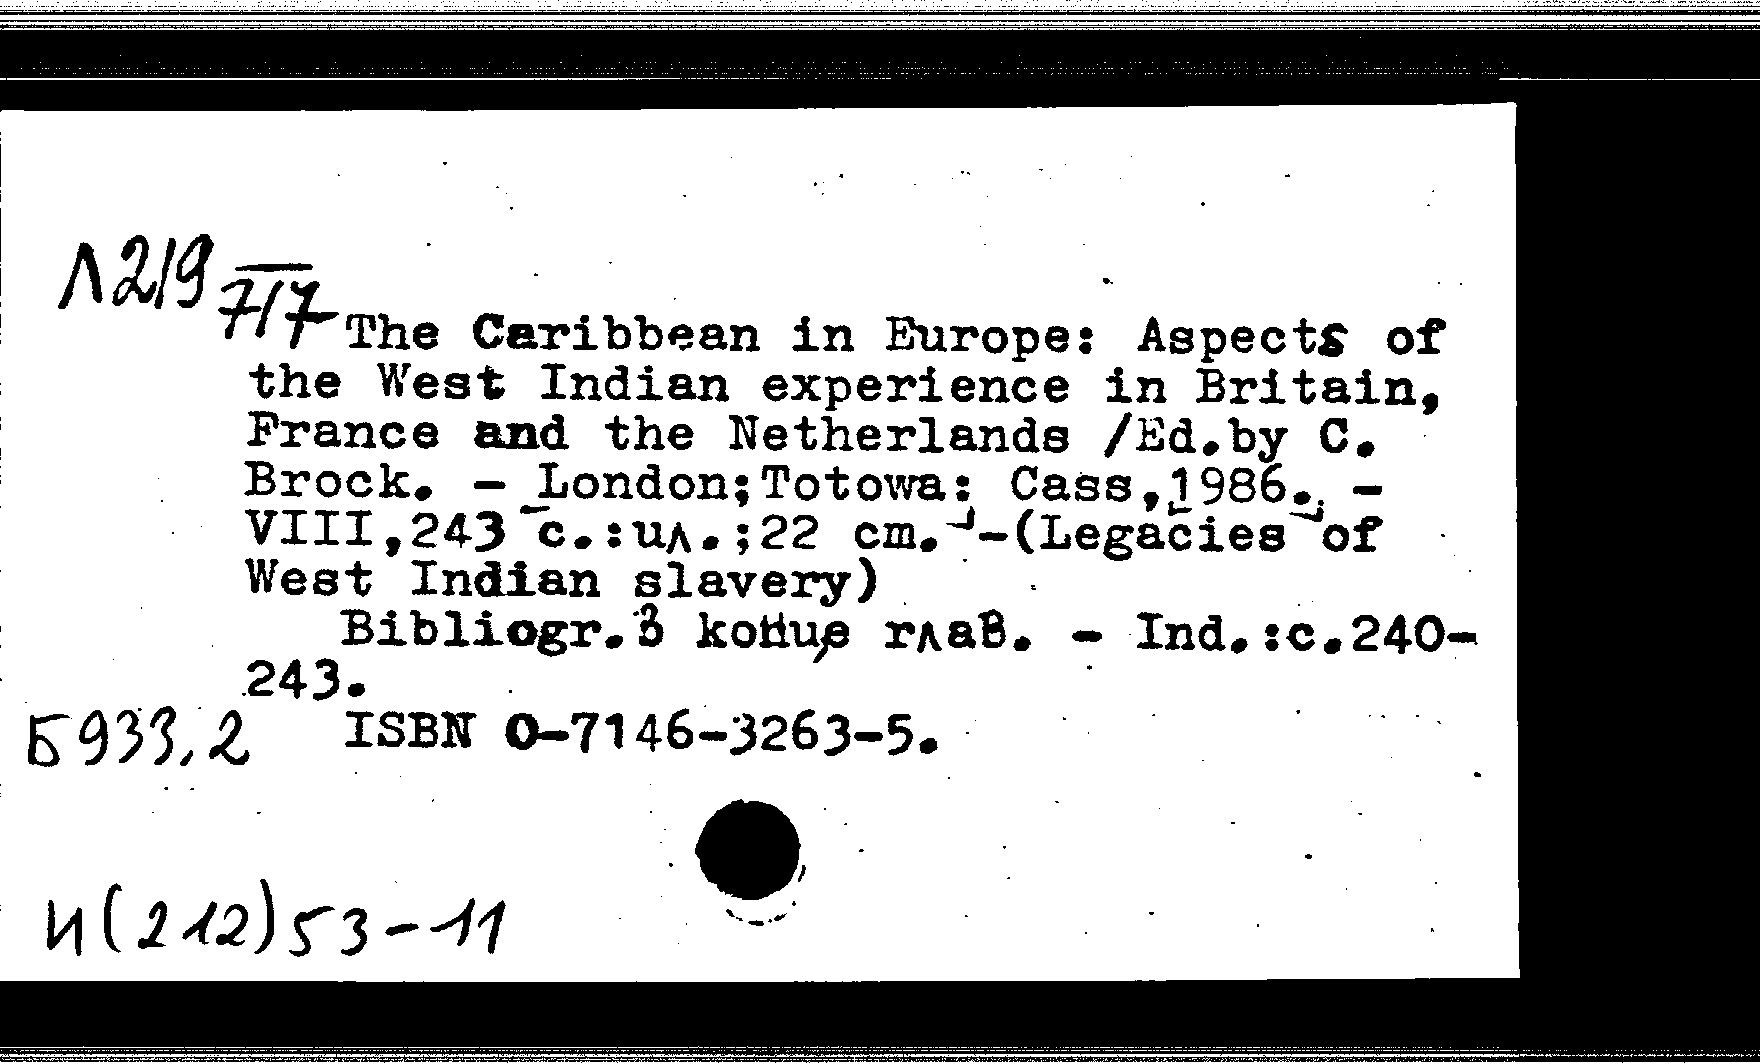 Л219
7/7
The Caribbean in Europe: Aspects of
the West Indian experience in Britain,
France and the Netherlands /Ed.by C.
Brock. - London;Totowa: Cass,1986. -
VIII,243 с.:ил.;22 cm. -(Legacies of
West Indian slavery)
Bibliogr.в конце глав. - Ind.:с.240-
243.
Б933.2 ISBN 0-7146-3263-5.
И(212)53-11